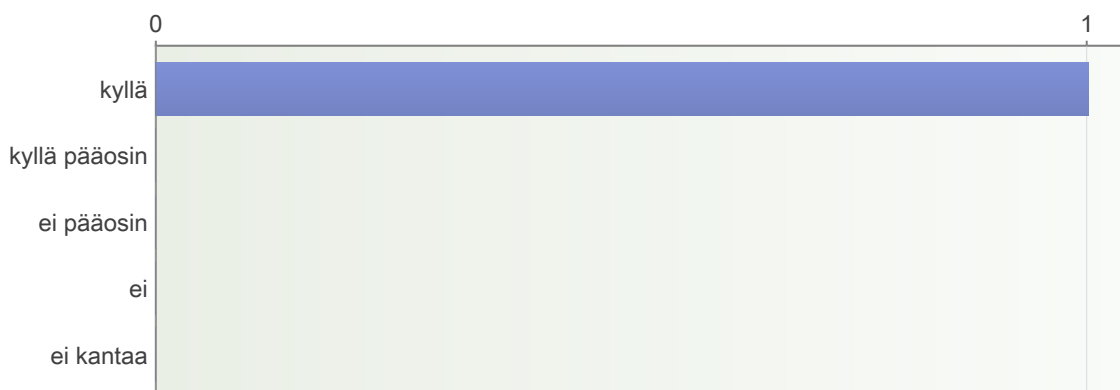 0 1
kyllä
kyllä pääosin
ei pääosin
ei
ei kantaa